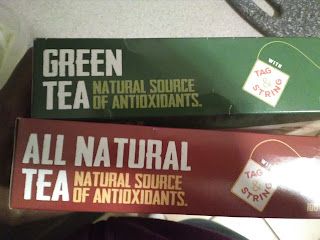 GREEN
TEA
NATURAL SOURCE
OF ANTIOXIDANTS.
WITH
TAG
&
STRING
ALL NATURAL
TEA
NATURAL SOURCE
OF ANTIOXIDANTS.
WITH
TAG
&
STRING
100